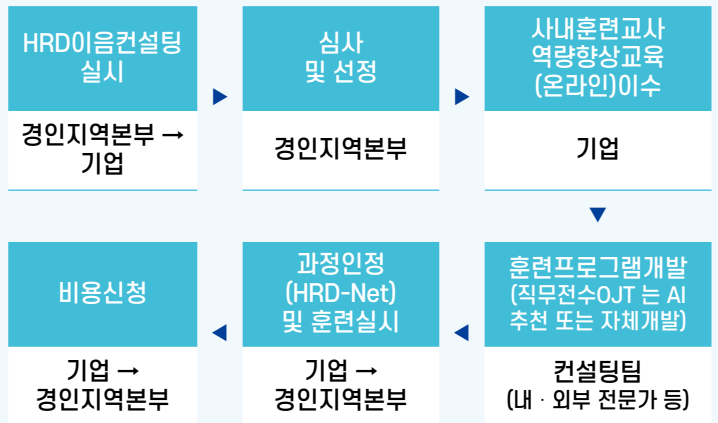 HRD이음컨설팅
실시
경인지역본부 →
기업
심사
및 선정
경인지역본부
사내훈련교사
역량향상교육
(온라인)이수
기업
훈련프로그램개발
(직무전수OJT 는 AI
추천 또는 자체개발)
컨설팅팀
(내 · 외부 전문가 등)
과정인정
(HRD-Net)
및 훈련실시
기업 →
경인지역본부
비용신청
기업 →
경인지역본부